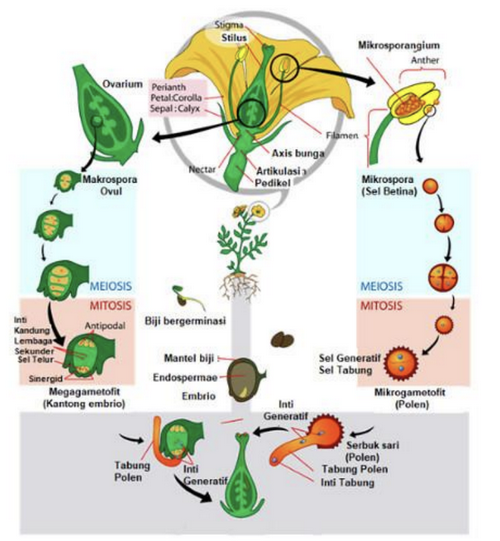 Stigma
Stilus
Mikrosporangium
Anther
Ovarium
Perianth
Petal:Corolla
Sepal:Calyx
Filamen
Axis bunga
Nectar
Artikulasi
Pedikel
Makrospora
Ovul
Mikrospora
(Sel Betina)
MEIOSIS
MEIOSIS
MITOSIS
MITOSIS
Inti
Kandung
Lembaga
Sekunder
Sel Telur
Antipodal
Sinergid
Megagametofit
(Kantong embrio)
Biji bergerminasi
Sel Generatif
Sel Tabung
Mikrogametofit
(Polen)
Mantel biji
Endospermae
Embrio
Inti
Generatif
Serbuk sari
(Polen)
Tabung Polen
Inti Tabung
Tabung
Polen
Inti
Generatif